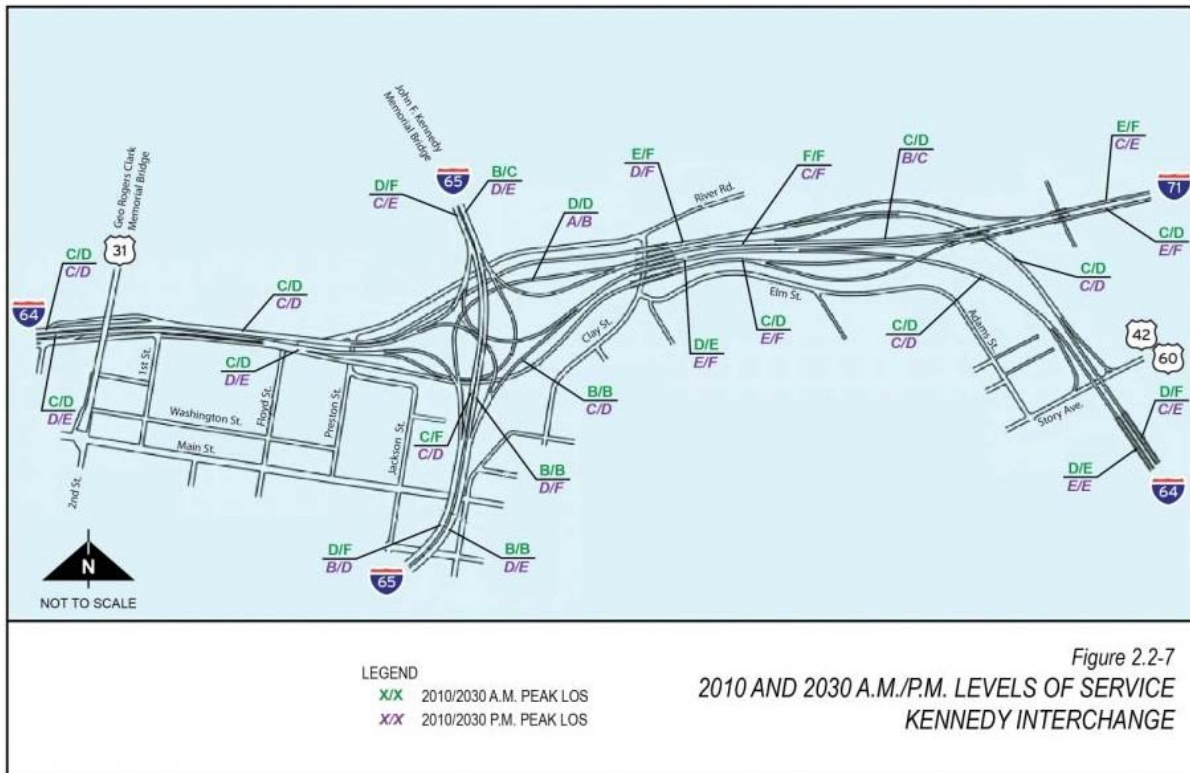 John F. Kennedy
Memorial Bridge
Geo Rogers Clark
Memorial Bridge
65
31
64
71
42
60
64
65
B/C
D/E
D/F
C/E
D/D
A/B
E/F
D/F
River Rd.
F/F
C/F
C/D
B/C
E/F
C/E
C/D
E/F
C/D
C/D
C/D
C/D
C/D
C/D
C/D
C/D
C/D
D/E
C/D
D/E
D/E
E/F
C/D
E/F
Elm St.
Clay St.
Adams St.
Story Ave.
B/B
C/D
C/F
C/D
B/B
D/F
D/F
C/E
D/E
E/E
D/F
B/D
B/B
D/E
1st St.
Floyd St.
Preston St.
Jackson St.
Washington St.
Main St.
2nd St.
N
NOT TO SCALE
LEGEND
X/X 2010/2030 A.M. PEAK LOS
X/X 2010/2030 P.M. PEAK LOS
Figure 2.2-7
2010 AND 2030 A.M./P.M. LEVELS OF SERVICE
KENNEDY INTERCHANGE